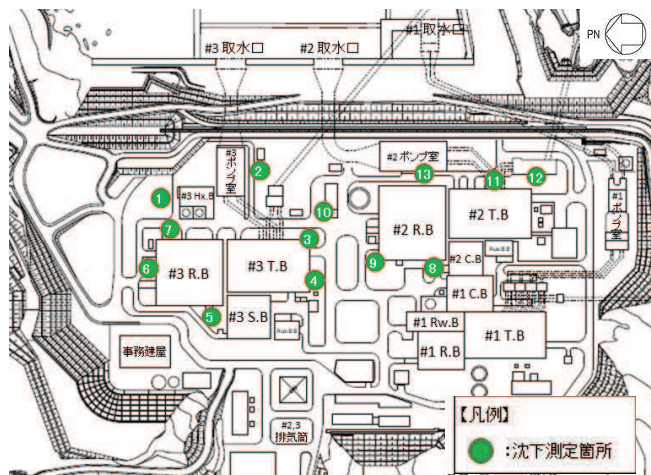 #3 取水口
#2 取水口
#1 取水口
PN
#3
ポンプ室
2
#2 ポンプ室
13
11
12
1
#3 Hx.B
10
#1
ポンプ室
7
3
#2 R.B
#2 T.B
6
#3 R.B
#3 T.B
4
9
8
#2 C.B
Aux.B.B
5
#3 S.B
Aux.B.B
#1 C.B
#1 Rw.B
#1 T.B
事務建屋
#1 R.B
#2,3
排気筒
【凡例】
:沈下測定箇所